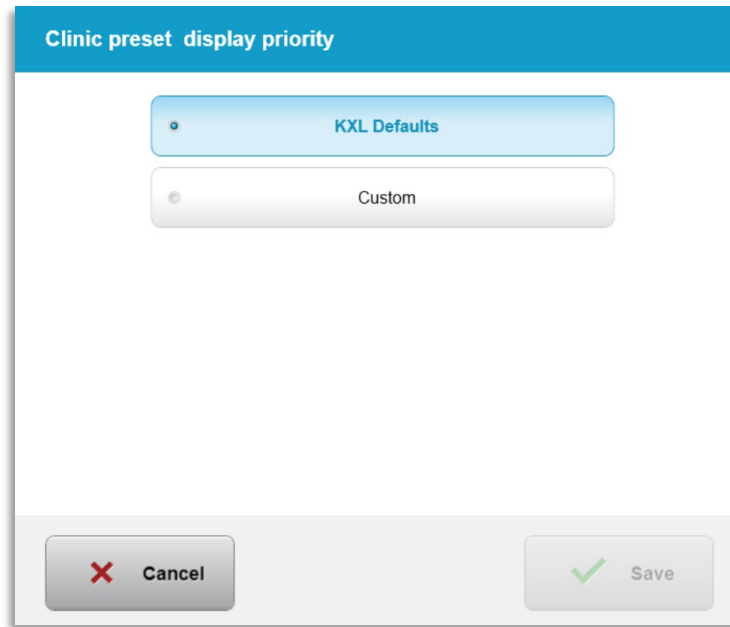 Clinic preset display priority
KXL Defaults
Custom
Cancel
Save